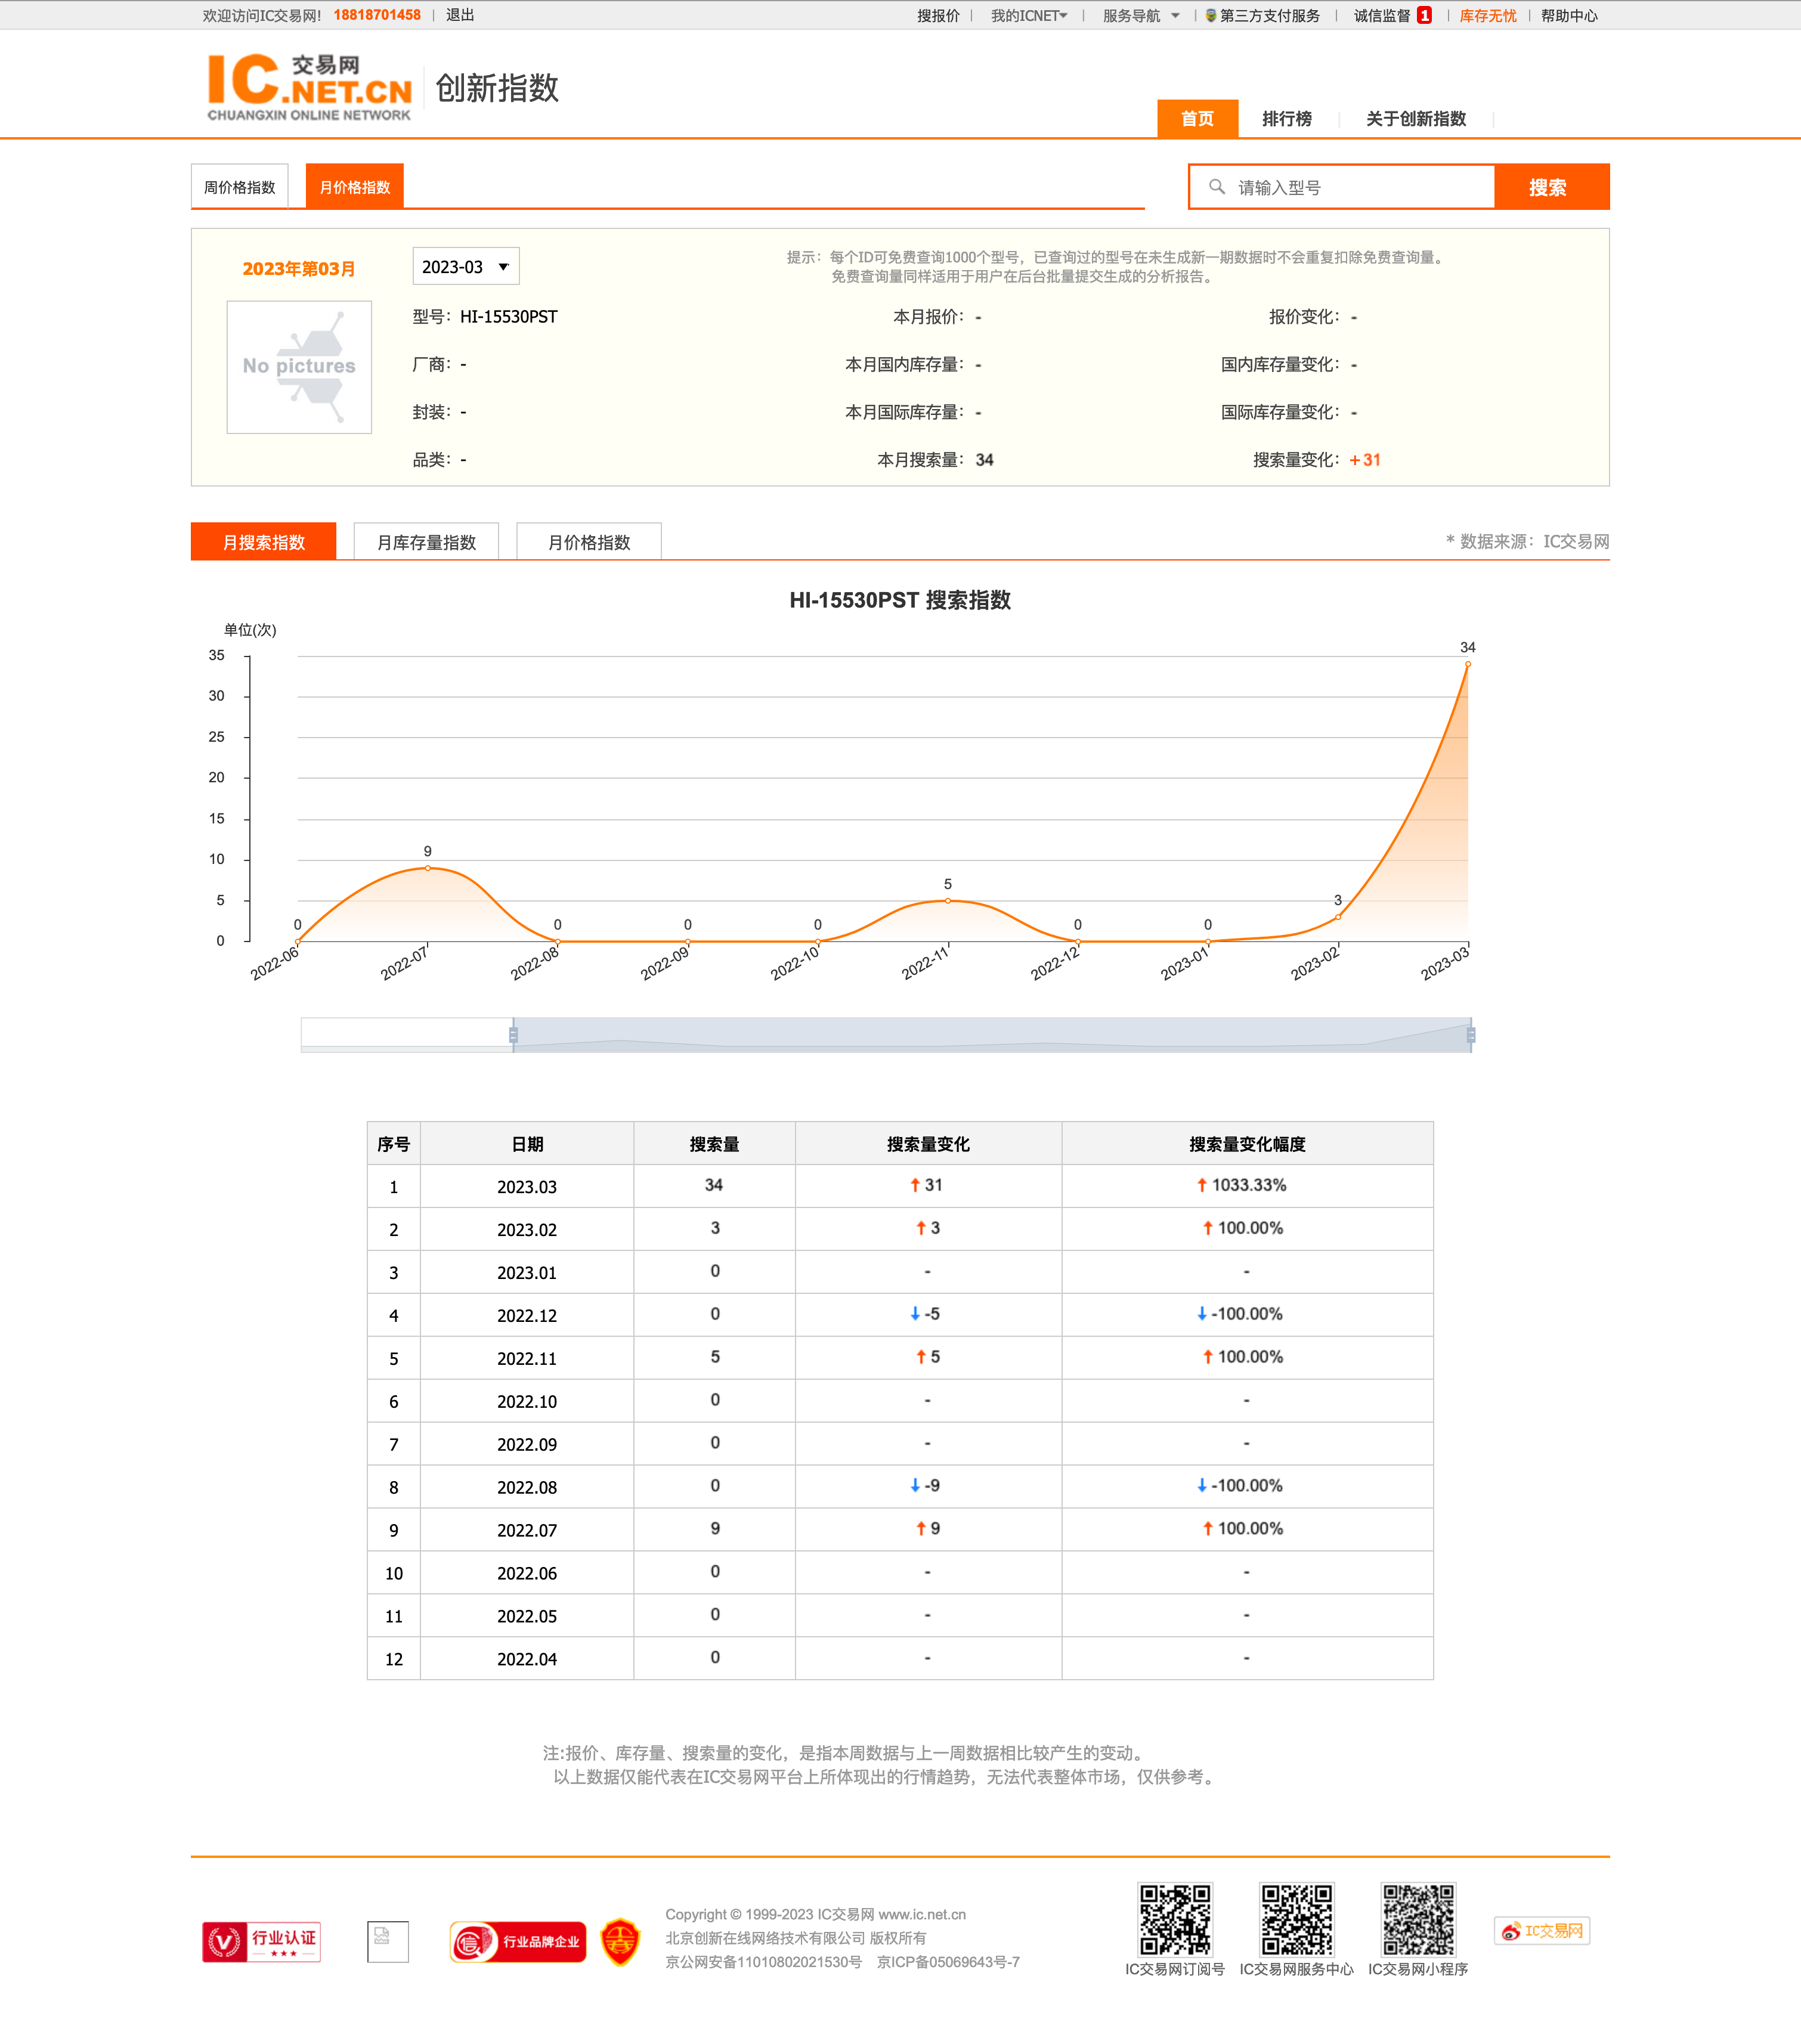 欢迎访问IC交易网! 18818701458 | 退出 搜报价 | 我的ICNET | 服务导航 | 第三方支付服务 | 诚信监督 1 | 库存无忧 | 帮助中心
IC 交易网
.NET.CN
CHUANGXIN ONLINE NETWORK
创新指数
首页 排行榜 关于创新指数
周价格指数 月价格指数 请输入型号 搜索
2023年第03月 2023-03
提示：每个ID可免费查询1000个型号，已查询过的型号在未生成新一期数据时不会重复扣除免费查询量。
免费查询量同样适用于用户在后台批量提交生成的分析报告。
No pictures
型号：HI-15530PST 本月报价：- 报价变化：-
厂商：- 本月国内库存量：- 国内库存量变化：-
封装：- 本月国际库存量：- 国际库存量变化：-
品类：- 本月搜索量：34 搜索量变化：+31
月搜索指数 月库存量指数 月价格指数 * 数据来源：IC交易网
HI-15530PST 搜索指数
单位(次)
35
30
25
20
15
10
5
0
0 9 0 0 0 5 0 0 3 34
2022-06 2022-07 2022-08 2022-09 2022-10 2022-11 2022-12 2023-01 2023-02 2023-03
序号 日期 搜索量 搜索量变化 搜索量变化幅度
1 2023.03 34 ↑31 ↑1033.33%
2 2023.02 3 ↑3 ↑100.00%
3 2023.01 0 - -
4 2022.12 0 ↓-5 ↓-100.00%
5 2022.11 5 ↑5 ↑100.00%
6 2022.10 0 - -
7 2022.09 0 - -
8 2022.08 0 ↓-9 ↓-100.00%
9 2022.07 9 ↑9 ↑100.00%
10 2022.06 0 - -
11 2022.05 0 - -
12 2022.04 0 - -
注:报价、库存量、搜索量的变化，是指本周数据与上一周数据相比较产生的变动。
以上数据仅能代表在IC交易网平台上所体现出的行情趋势，无法代表整体市场，仅供参考。
V 行业认证
信 行业品牌企业
Copyright © 1999-2023 IC交易网 www.ic.net.cn
北京创新在线网络技术有限公司 版权所有
京公网安备11010802021530号 京ICP备05069643号-7
IC交易网订阅号 IC交易网服务中心 IC交易网小程序
IC交易网